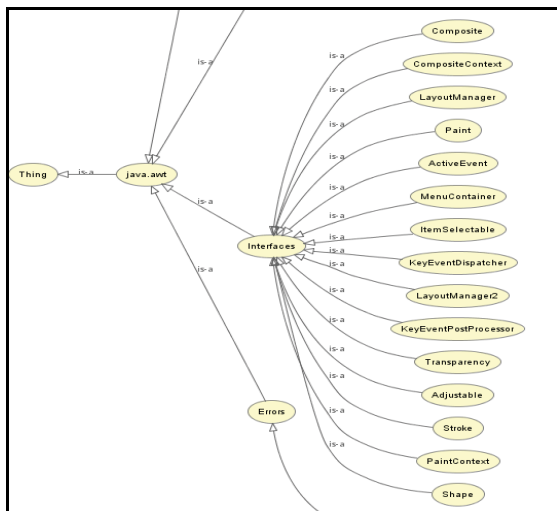 Composite
is-a
is-a
CompositeContext
is-a
LayoutManager
is-a
Paint
is-a
ActiveEvent
is-a
Thing
is-a
java.awt
is-a
MenuContainer
is-a
is-a
ItemSelectable
is-a
Interfaces
is-a
KeyEventDispatcher
is-a
is-a
LayoutManager2
is-a
KeyEventPostProcessor
is-a
Transparency
is-a
Adjustable
is-a
Errors
Stroke
is-a
PaintContext
Shape